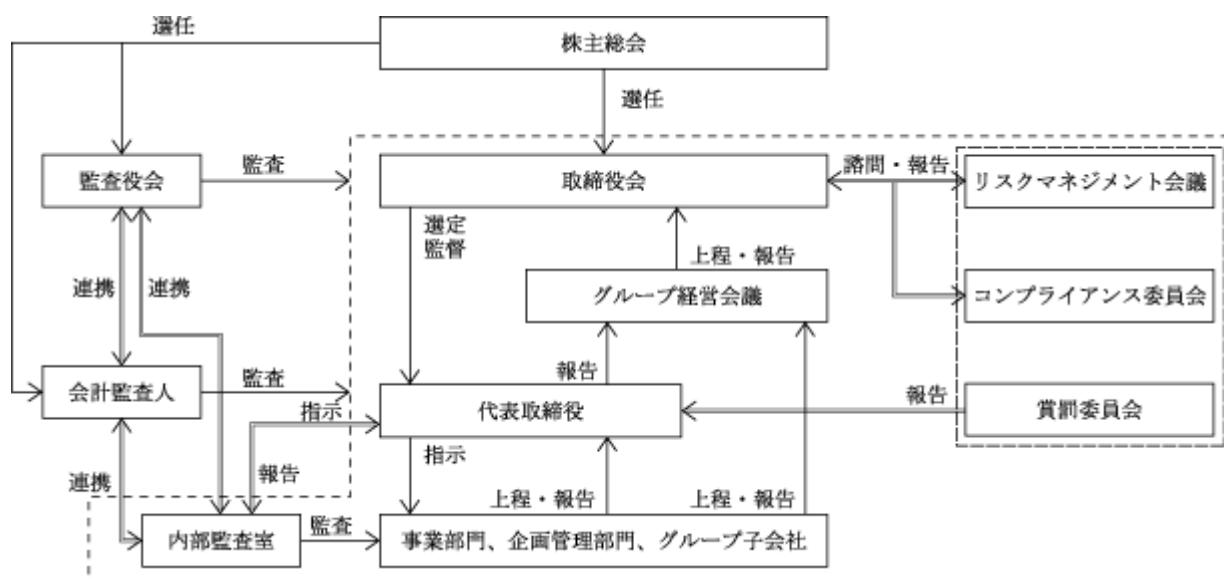 選任
株主総会
選任
監査役会
監査
取締役会
諮問・報告
リスクマネジメント会議
選定
監督
上程・報告
連携
連携
グループ経営会議
コンプライアンス委員会
会計監査人
監査
報告
指示
代表取締役
報告
賞罰委員会
連携
報告
指示
上程・報告
上程・報告
内部監査室
監査
事業部門、企画管理部門、グループ子会社